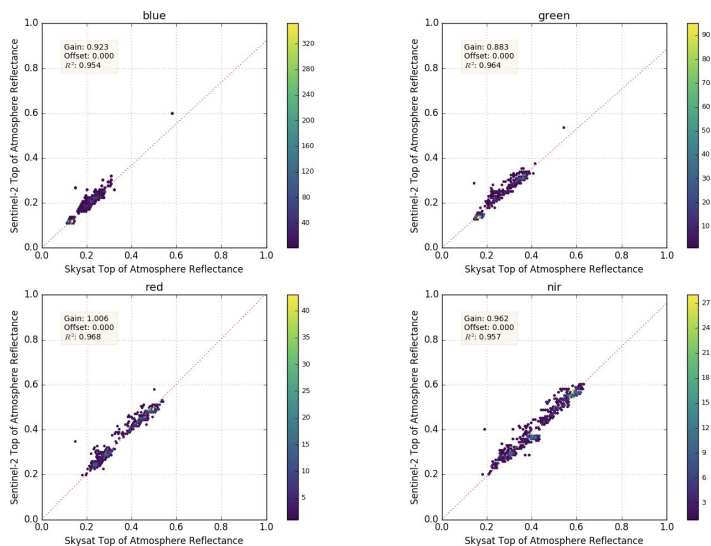 blue
Gain: 0.923
Offset: 0.000
R²: 0.954
Sentinel-2 Top of Atmosphere Reflectance
1.0
0.8
0.6
0.4
0.2
0.0
0.0 0.2 0.4 0.6 0.8 1.0
Skysat Top of Atmosphere Reflectance
320
280
240
200
160
120
80
40
green
Gain: 0.883
Offset: 0.000
R²: 0.964
Sentinel-2 Top of Atmosphere Reflectance
1.0
0.8
0.6
0.4
0.2
0.0
0.0 0.2 0.4 0.6 0.8 1.0
Skysat Top of Atmosphere Reflectance
90
80
70
60
50
40
30
20
10
red
Gain: 1.006
Offset: 0.000
R²: 0.968
Sentinel-2 Top of Atmosphere Reflectance
1.0
0.8
0.6
0.4
0.2
0.0
0.0 0.2 0.4 0.6 0.8 1.0
Skysat Top of Atmosphere Reflectance
40
35
30
25
20
15
10
5
nir
Gain: 0.962
Offset: 0.000
R²: 0.957
Sentinel-2 Top of Atmosphere Reflectance
1.0
0.8
0.6
0.4
0.2
0.0
0.0 0.2 0.4 0.6 0.8 1.0
Skysat Top of Atmosphere Reflectance
27
24
21
18
15
12
9
6
3